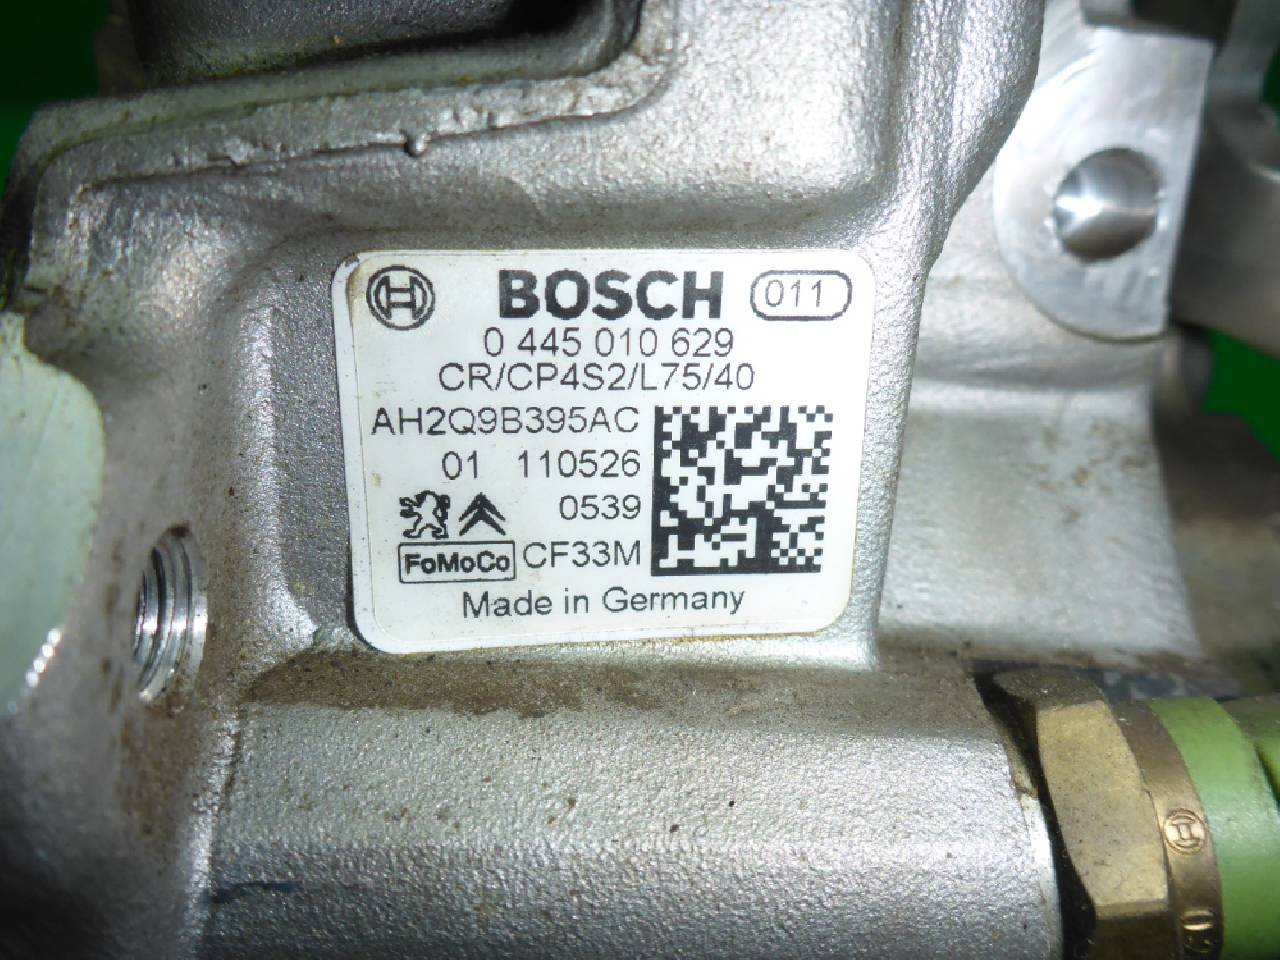 BOSCH 011
0 445 010 629
CR/CP4S2/L75/40
AH2Q9B395AC
01 110526
0539
FoMoCo CF33M
Made in Germany